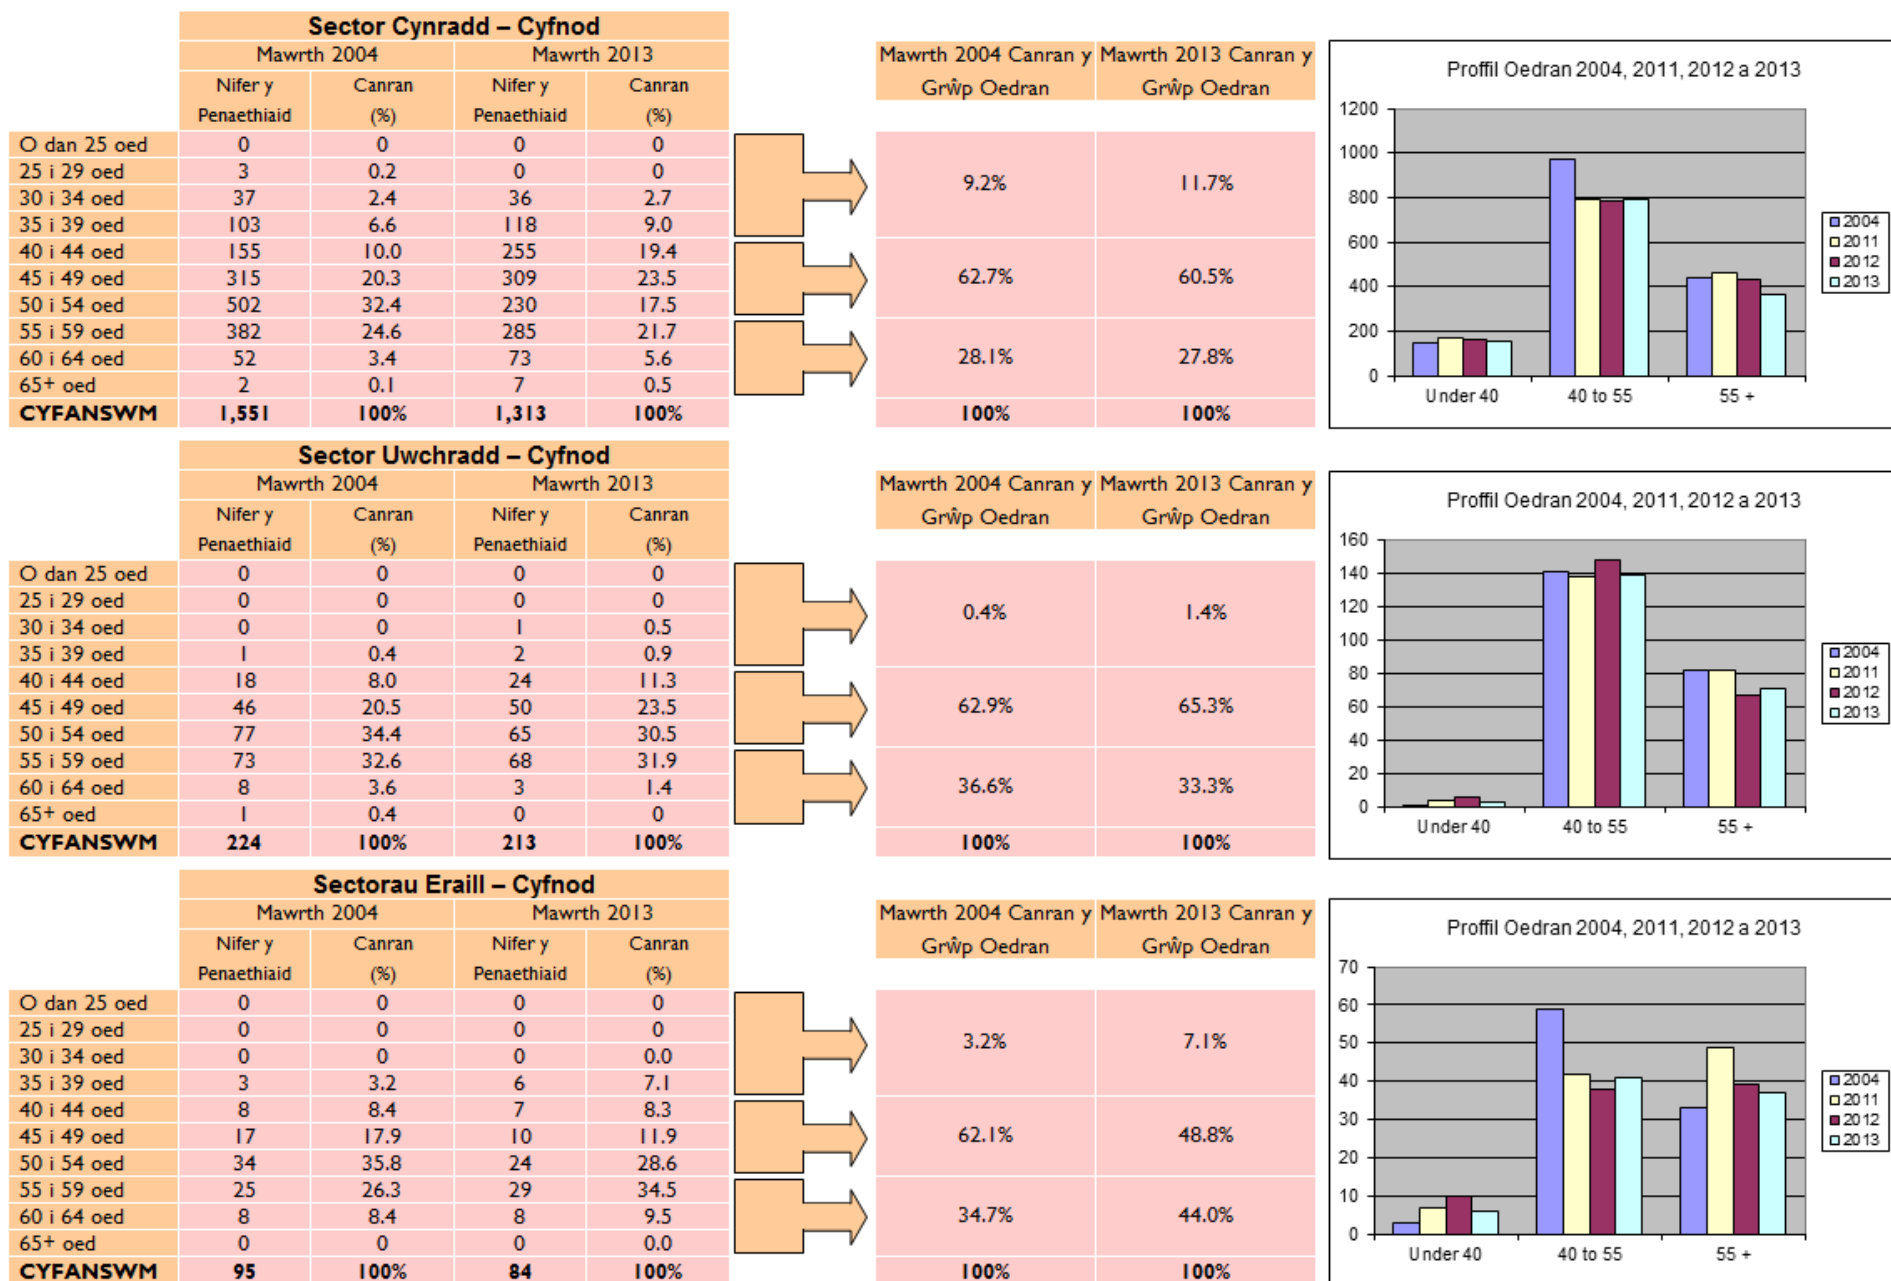 Sector Cynradd – Cyfnod
Mawrth 2004 Mawrth 2013
Nifer y Penaethiaid Canran (%) Nifer y Penaethiaid Canran (%)
O dan 25 oed 0 0 0 0
25 i 29 oed 3 0.2 0 0
30 i 34 oed 37 2.4 36 2.7
35 i 39 oed 103 6.6 118 9.0
40 i 44 oed 155 10.0 255 19.4
45 i 49 oed 315 20.3 309 23.5
50 i 54 oed 502 32.4 230 17.5
55 i 59 oed 382 24.6 285 21.7
60 i 64 oed 52 3.4 73 5.6
65+ oed 2 0.1 7 0.5
CYFANSWM 1,551 100% 1,313 100%
Mawrth 2004 Canran y Grŵp Oedran Mawrth 2013 Canran y Grŵp Oedran
9.2% 11.7%
62.7% 60.5%
28.1% 27.8%
100% 100%
Proffil Oedran 2004, 2011, 2012 a 2013
1200
1000
800
600
400
200
0
Under 40 40 to 55 55 +
2004
2011
2012
2013
Sector Uwchradd – Cyfnod
Mawrth 2004 Mawrth 2013
Nifer y Penaethiaid Canran (%) Nifer y Penaethiaid Canran (%)
O dan 25 oed 0 0 0 0
25 i 29 oed 0 0 0 0
30 i 34 oed 0 0 1 0.5
35 i 39 oed 1 0.4 2 0.9
40 i 44 oed 18 8.0 24 11.3
45 i 49 oed 46 20.5 50 23.5
50 i 54 oed 77 34.4 65 30.5
55 i 59 oed 73 32.6 68 31.9
60 i 64 oed 8 3.6 3 1.4
65+ oed 1 0.4 0 0
CYFANSWM 224 100% 213 100%
Mawrth 2004 Canran y Grŵp Oedran Mawrth 2013 Canran y Grŵp Oedran
0.4% 1.4%
62.9% 65.3%
36.6% 33.3%
100% 100%
Proffil Oedran 2004, 2011, 2012 a 2013
160
140
120
100
80
60
40
20
0
Under 40 40 to 55 55 +
2004
2011
2012
2013
Sectorau Eraill – Cyfnod
Mawrth 2004 Mawrth 2013
Nifer y Penaethiaid Canran (%) Nifer y Penaethiaid Canran (%)
O dan 25 oed 0 0 0 0
25 i 29 oed 0 0 0 0
30 i 34 oed 0 0 0 0.0
35 i 39 oed 3 3.2 6 7.1
40 i 44 oed 8 8.4 7 8.3
45 i 49 oed 17 17.9 10 11.9
50 i 54 oed 34 35.8 24 28.6
55 i 59 oed 25 26.3 29 34.5
60 i 64 oed 8 8.4 8 9.5
65+ oed 0 0 0 0.0
CYFANSWM 95 100% 84 100%
Mawrth 2004 Canran y Grŵp Oedran Mawrth 2013 Canran y Grŵp Oedran
3.2% 7.1%
62.1% 48.8%
34.7% 44.0%
100% 100%
Proffil Oedran 2004, 2011, 2012 a 2013
70
60
50
40
30
20
10
0
Under 40 40 to 55 55 +
2004
2011
2012
2013